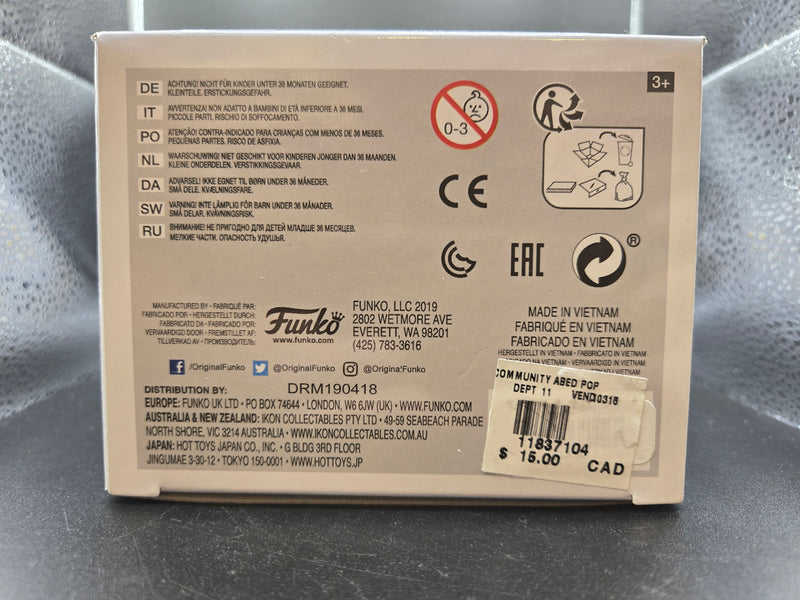 3+
DE ACHTUNG! NICHT FÜR KINDER UNTER 36 MONATEN GEEIGNET.
KLEINTEILE. ERSTICKUNGSGEFAHR.
IT AVVERTENZA! NON ADATTO A BAMBINI DI ETÀ INFERIORE A 36 MESI.
PICCOLE PARTI. RISCHIO DI SOFFOCAMENTO.
PO ATENÇÃO! CONTRA-INDICADO PARA CRIANÇAS COM MENOS DE 36 MESES.
PEQUENAS PARTES. RISCO DE ASFIXIA.
NL WAARSCHUWING! NIET GESCHIKT VOOR KINDEREN JONGER DAN 36 MAANDEN.
KLEINE ONDERDELEN. VERSTIKKINGSGEVAAR.
DA ADVARSEL! IKKE EGNET TIL BØRN UNDER 36 MÅNEDER.
SMÅ DELE. KVÆLNINGSFARE.
SW VARNING! INTE LÄMPLIG FÖR BARN UNDER 36 MÅNADER.
SMÅ DELAR. KVÄVNINGSRISK.
RU ВНИМАНИЕ! НЕ ПРИГОДНО ДЛЯ ДЕТЕЙ МЛАДШЕ 36 МЕСЯЦЕВ.
МЕЛКИЕ ЧАСТИ. ОПАСНОСТЬ УДУШЬЯ.
0-3
CE
EAC
®
MANUFACTURED BY • FABRIQUÉ PAR:
FABRICADO POR • HERGESTELLT DURCH:
FABBRICATO DA • FABRICADO POR:
VERVAARDIGD DOOR • FREMSTILLET AF:
TILLVERKAD AV • ПРОИЗВОДИТЕЛЬ:
Funko
www.funko.com
FUNKO, LLC 2019
2802 WETMORE AVE
EVERETT, WA 98201
(425) 783-3616
MADE IN VIETNAM
FABRIQUÉ EN VIETNAM
FABRICADO EN VIETNAM
HERGESTELLT IN VIETNAM • FABBRICATO IN VIETNAM
f /OriginalFunko @OriginalFunko @OriginalFunko
DISTRIBUTION BY: DRM190418
EUROPE: FUNKO UK LTD • PO BOX 74644 • LONDON, W6 6JW (UK) • WWW.FUNKO.COM
AUSTRALIA & NEW ZEALAND: IKON COLLECTABLES PTY LTD • 49-59 SEABEACH PARADE
NORTH SHORE, VIC 3214 AUSTRALIA • WWW.IKONCOLLECTABLES.COM.AU
JAPAN: HOT TOYS JAPAN CO., INC. • G BLDG 3RD FLOOR
JINGUMAE 3-30-12 • TOKYO 150-0001 • WWW.HOTTOYS.JP
COMMUNITY ABED POP
DEPT 11 VEND0316
11837104
$ 15.00 CAD